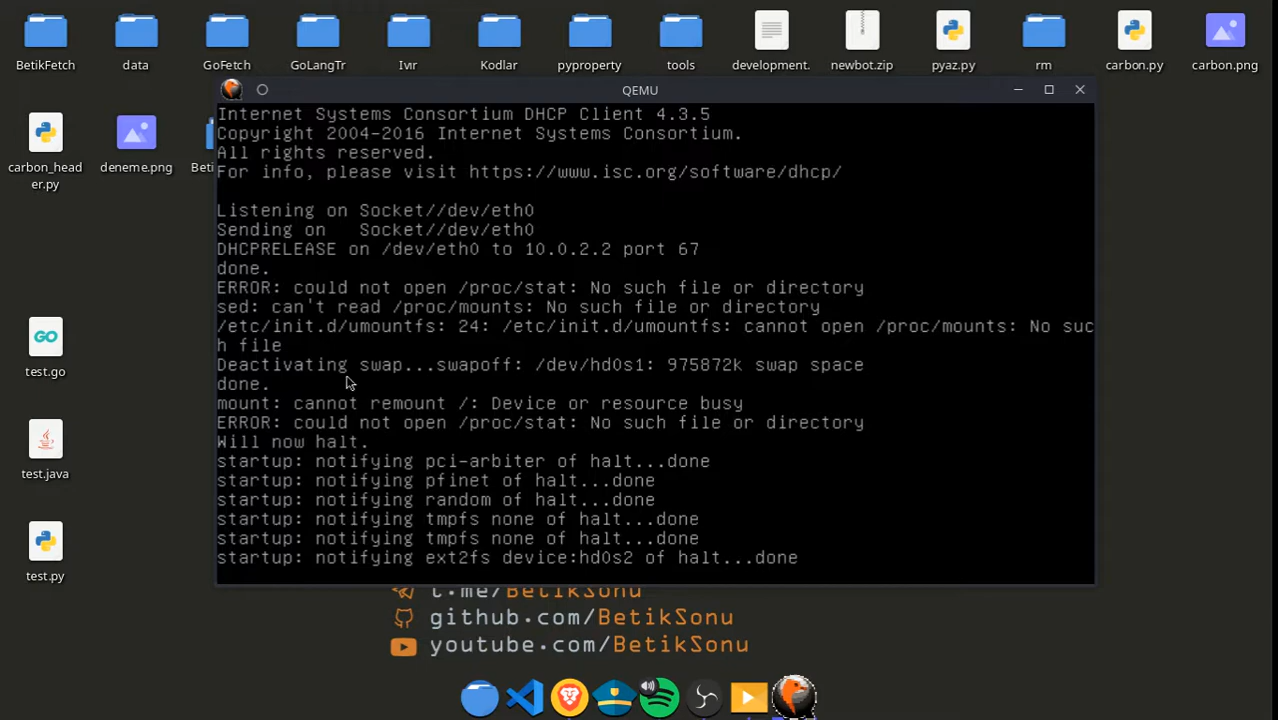 BetikFetch
data
GoFetch
GoLangTr
Ivır
Kodlar
pyproperty
tools
development.
newbot.zip
pyaz.py
rm
carbon.py
carbon.png
carbon_head
er.py
deneme.png
Beti
GO
test.go
test.java
test.py
QEMU
Internet Systems Consortium DHCP Client 4.3.5
Copyright 2004-2016 Internet Systems Consortium.
All rights reserved.
For info, please visit https://www.isc.org/software/dhcp/
Listening on Socket//dev/eth0
Sending on   Socket//dev/eth0
DHCPRELEASE on /dev/eth0 to 10.0.2.2 port 67
done.
ERROR: could not open /proc/stat: No such file or directory
sed: can't read /proc/mounts: No such file or directory
/etc/init.d/umountfs: 24: /etc/init.d/umountfs: cannot open /proc/mounts: No suc
h file
Deactivating swap...swapoff: /dev/hd0s1: 975872k swap space
done.
mount: cannot remount /: Device or resource busy
ERROR: could not open /proc/stat: No such file or directory
Will now halt.
startup: notifying pci-arbiter of halt...done
startup: notifying pfinet of halt...done
startup: notifying random of halt...done
startup: notifying tmpfs none of halt...done
startup: notifying tmpfs none of halt...done
startup: notifying ext2fs device:hd0s2 of halt...done
t.me/BetikSonu
github.com/BetikSonu
youtube.com/BetikSonu